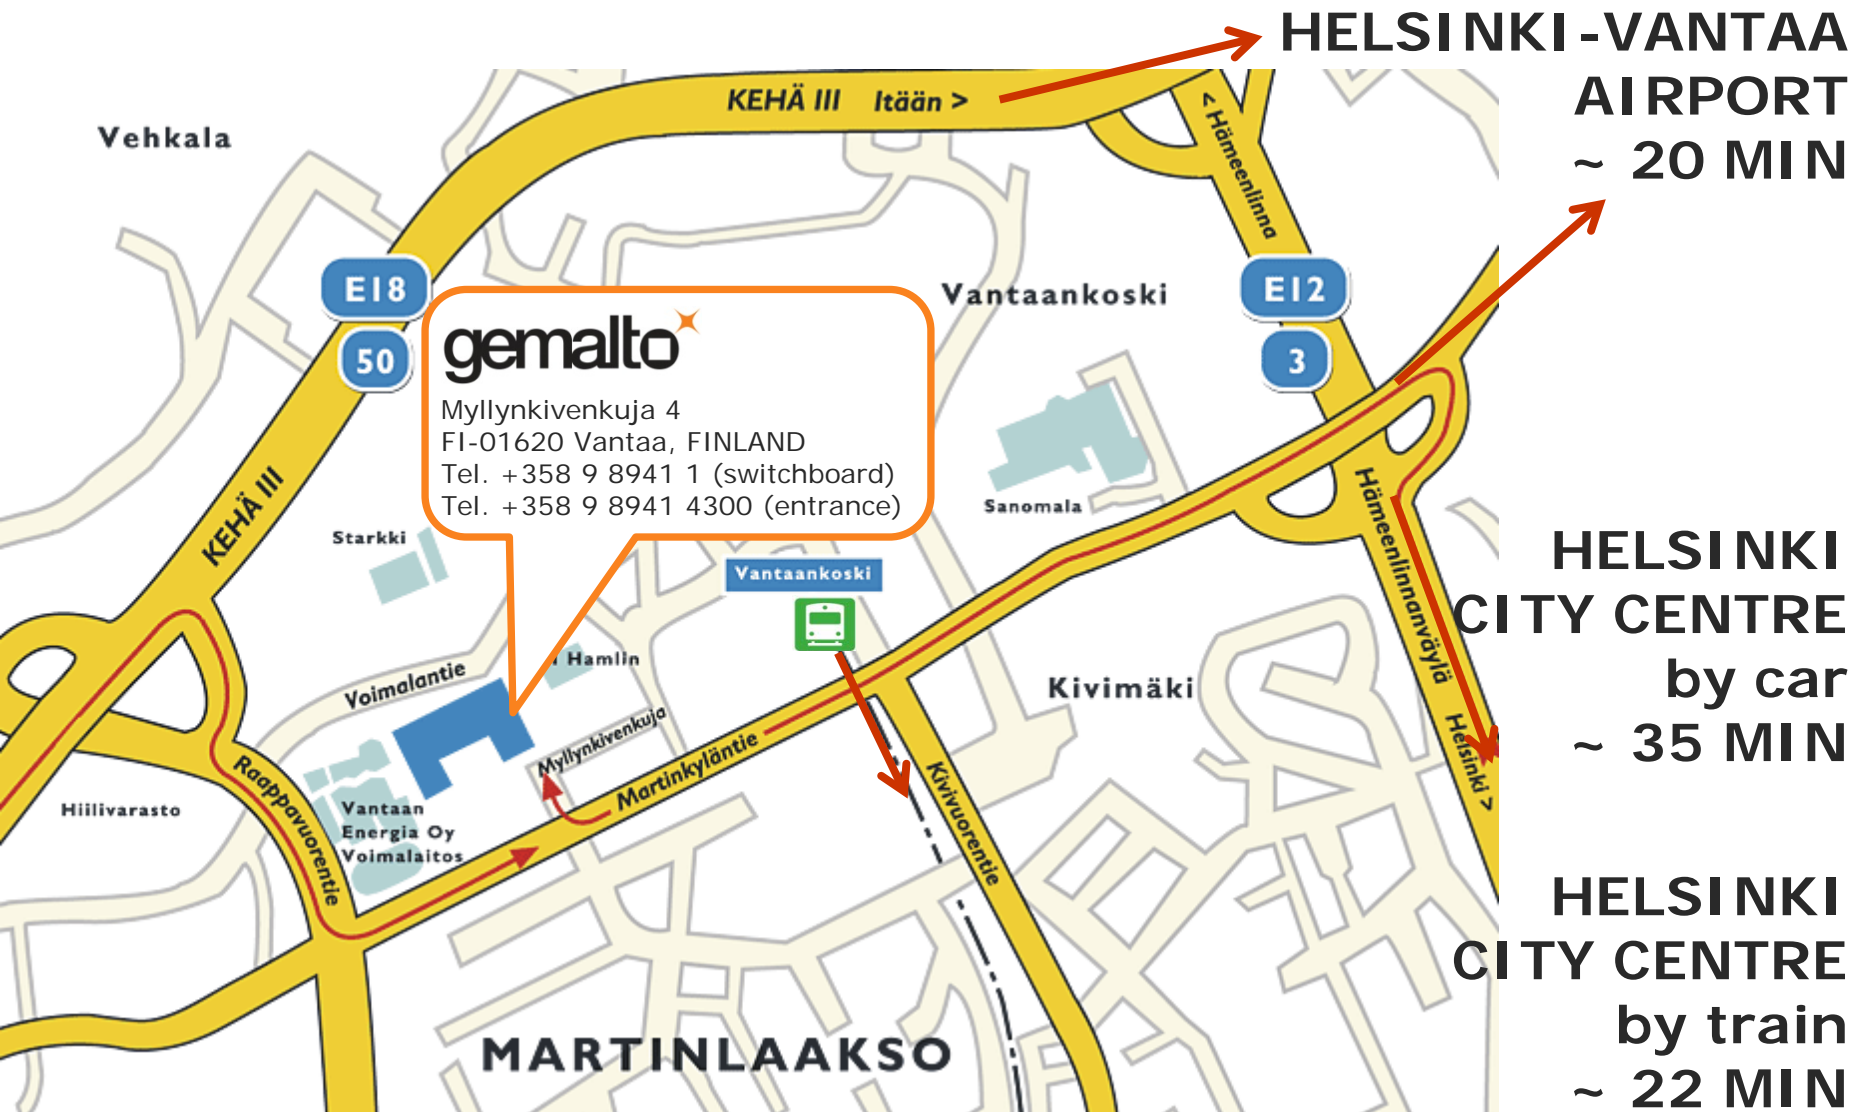 HELSINKI-VANTAA
AIRPORT
~ 20 MIN
KEHÄ III Itään >
< Hämeenlinna
Vehkala
E18
50
Vantaankoski
E12
3
gemalto
Myllynkivenkuja 4
FI-01620 Vantaa, FINLAND
Tel. +358 9 8941 1 (switchboard)
Tel. +358 9 8941 4300 (entrance)
KEHÄ III
Sanomala
Starkki
Vantaankoski
Hämeenlinnanväylä
Helsinki >
HELSINKI
CITY CENTRE
by car
~ 35 MIN
Hamlin
Voimalantie
Kivimäki
Myllynkivenkuja
Martinkyläntie
Raappavuorentie
Kivivuorentie
Hiilivarasto
Vantaan
Energia Oy
Voimalaitos
HELSINKI
CITY CENTRE
by train
~ 22 MIN
MARTINLAAKSO